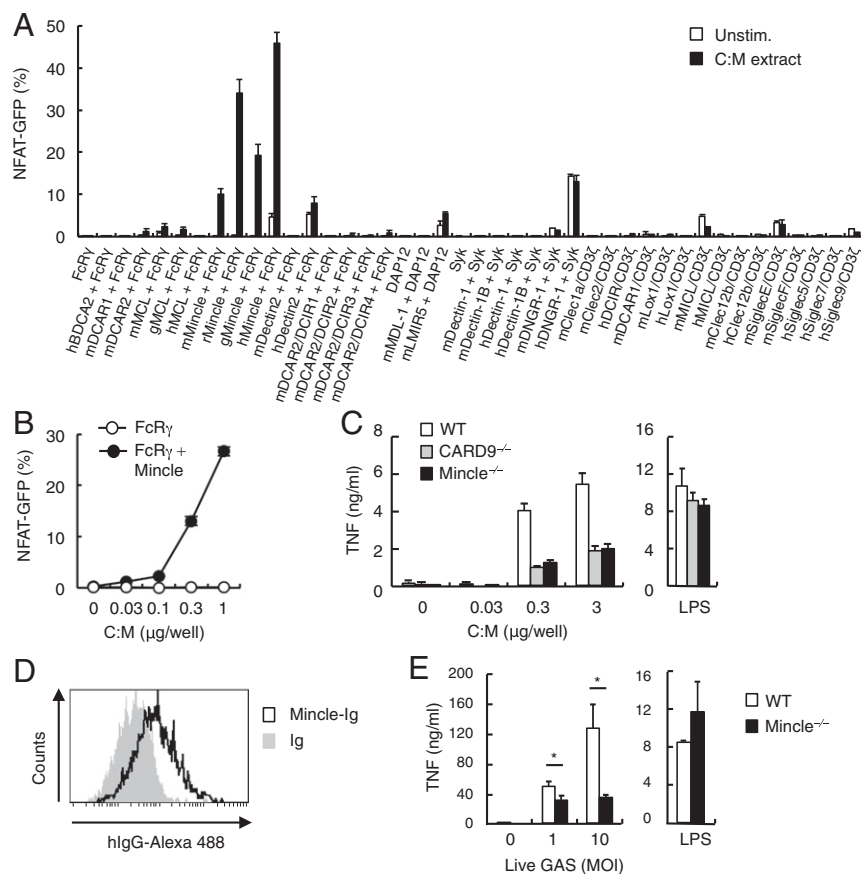 A
NFAT-GFP (%)
50
40
30
20
10
0
Unstim.
C:M extract
FcRγ
hBDCA2 + FcRγ
mDCAR1 + FcRγ
mDCAR2 + FcRγ
mMCL + FcRγ
gMCL + FcRγ
hMCL + FcRγ
mMincle + FcRγ
rMincle + FcRγ
gMincle + FcRγ
hMincle + FcRγ
mDectin2 + FcRγ
hDectin2 + FcRγ
mDCAR2/DCIR1 + FcRγ
mDCAR2/DCIR2 + FcRγ
mDCAR2/DCIR3 + FcRγ
mDCAR2/DCIR4 + FcRγ
DAP12
mMDL-1 + DAP12
mLMIR5 + DAP12
Syk
mDectin-1 + Syk
mDectin-1B + Syk
hDectin-1 + Syk
hDectin-1B + Syk
mDNGR-1 + Syk
hDNGR-1 + Syk
mClec1a/CD3ζ
mClec2/CD3ζ
hDCIR/CD3ζ
mDCAR1/CD3ζ
mLox1/CD3ζ
hLox1/CD3ζ
mMICL/CD3ζ
hMICL/CD3ζ
mClec12b/CD3ζ
hClec12b/CD3ζ
mSiglecE/CD3ζ
mSiglecF/CD3ζ
hSiglec5/CD3ζ
hSiglec7/CD3ζ
hSiglec9/CD3ζ
B
NFAT-GFP (%)
30
20
10
0
FcRγ
FcRγ +
Mincle
0 0.03 0.1 0.3 1
C:M (μg/well)
C
TNF (ng/ml)
8
6
4
2
0
WT
CARD9−/−
Mincle−/−
0 0.03 0.3 3
C:M (μg/well)
16
12
8
4
0
LPS
D
Counts
hIgG-Alexa 488
Mincle-Ig
Ig
E
TNF (ng/ml)
200
160
120
80
40
0
*
*
0 1 10
Live GAS (MOI)
16
12
8
4
0
LPS
WT
Mincle−/−